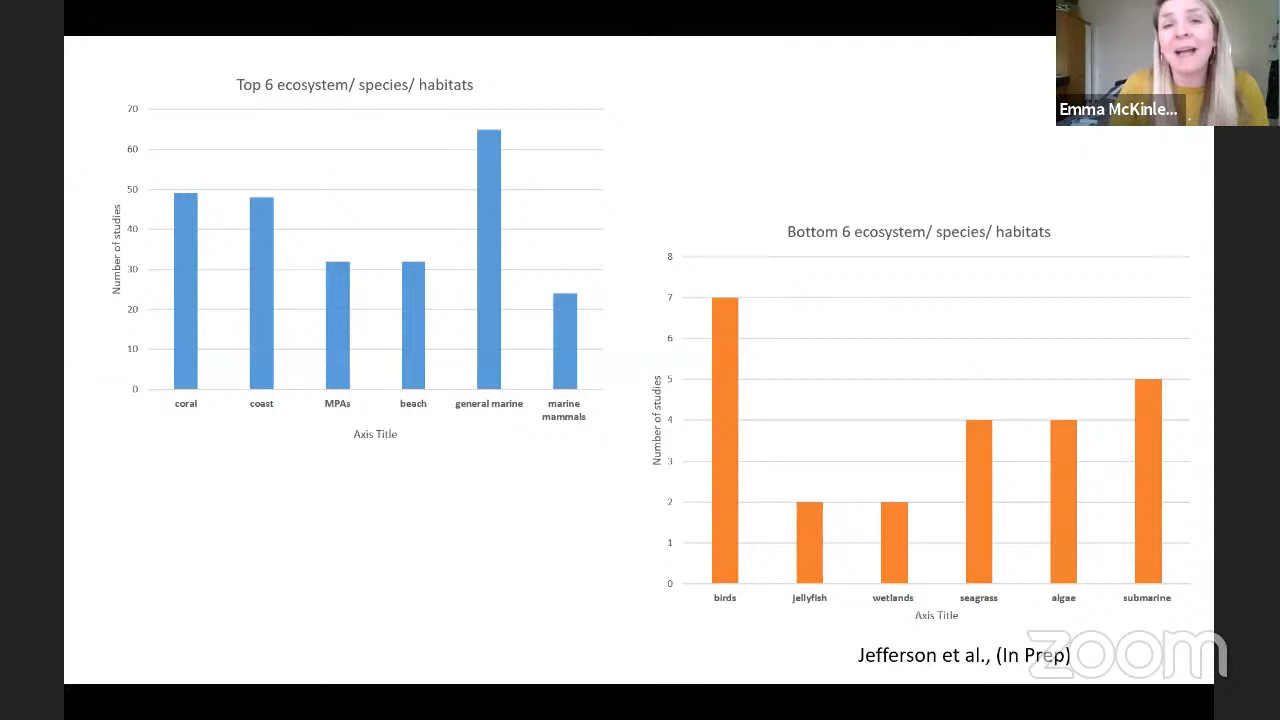 Emma McKinle...
Top 6 ecosystem/ species/ habitats
70
60
50
40
30
20
10
0
Number of studies
coral coast MPAs beach general marine marine mammals
Axis Title
Bottom 6 ecosystem/ species/ habitats
8
7
6
5
4
3
2
1
0
Number of studies
birds jellyfish wetlands seagrass algae submarine
Axis Title
Jefferson et al., (In Prep)
zoom